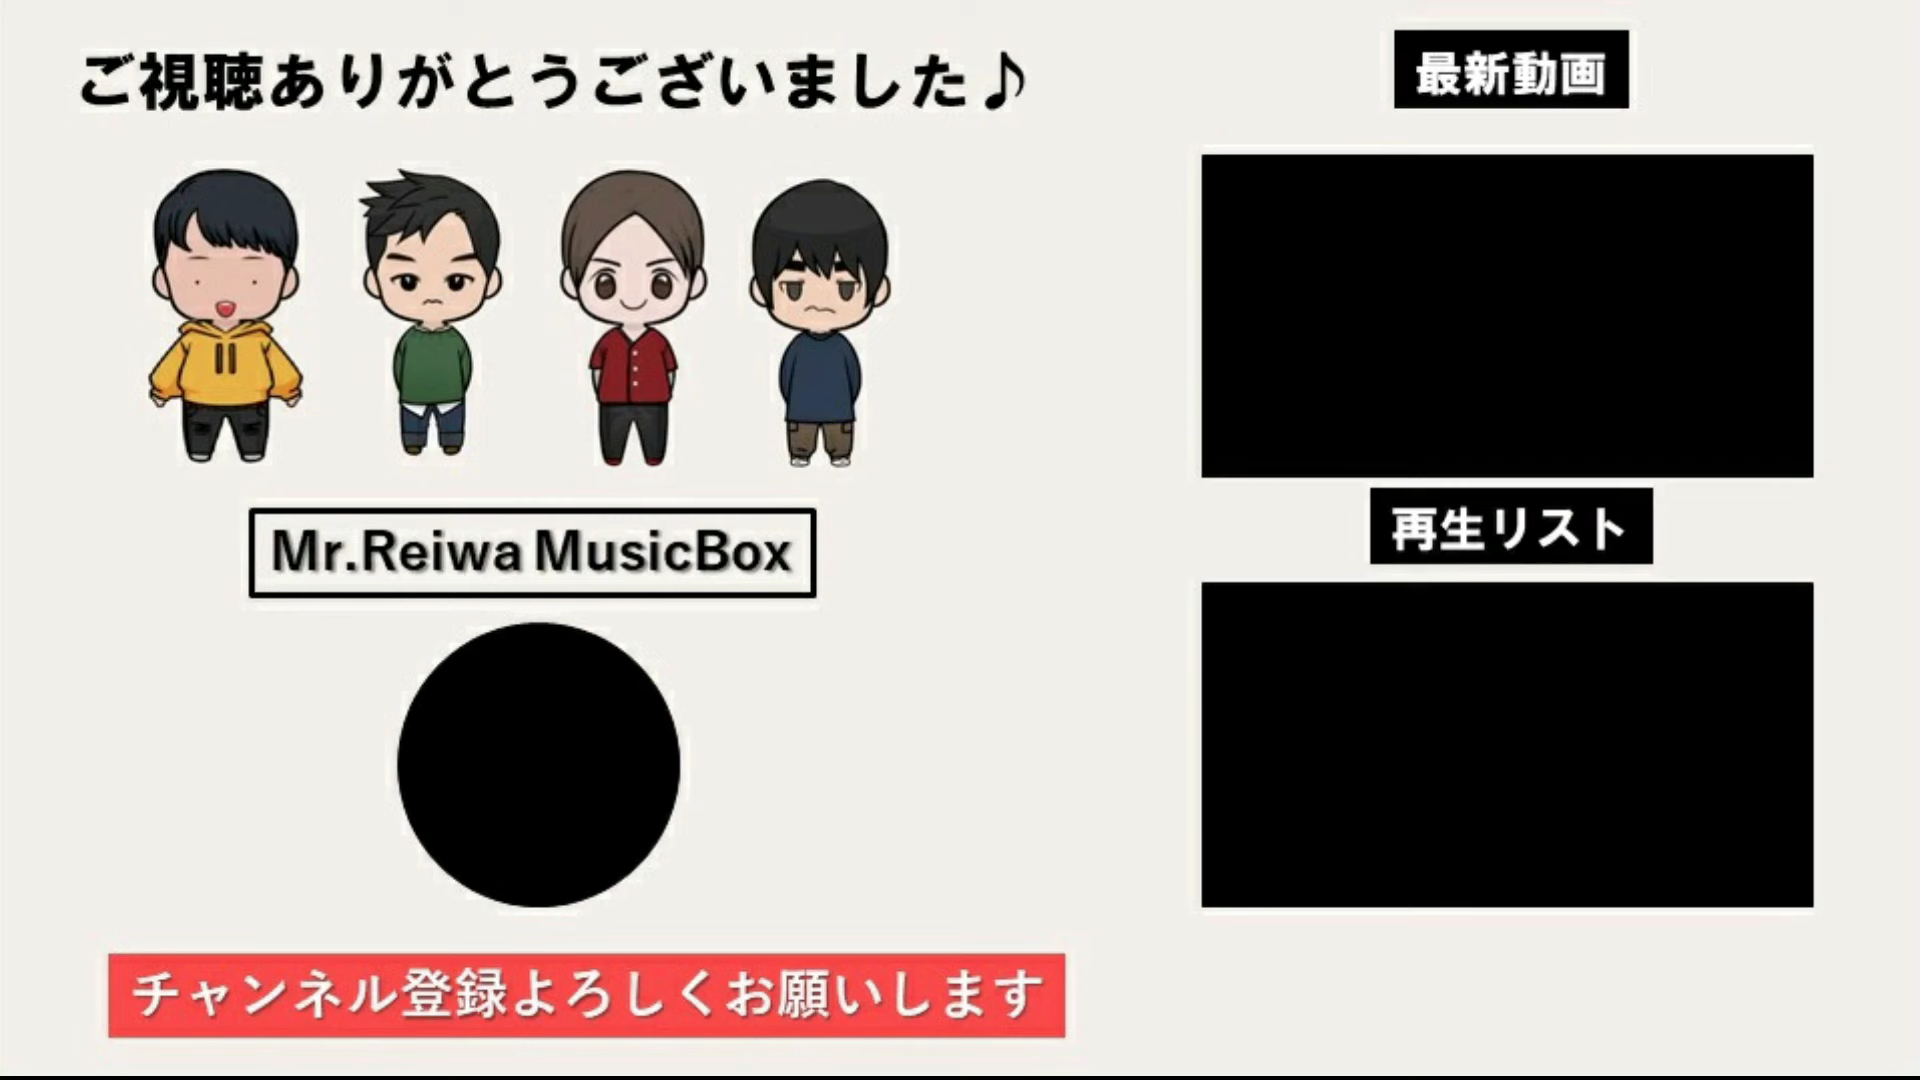 ご視聴ありがとうございました♪
最新動画
Mr.Reiwa MusicBox
再生リスト
チャンネル登録よろしくお願いします